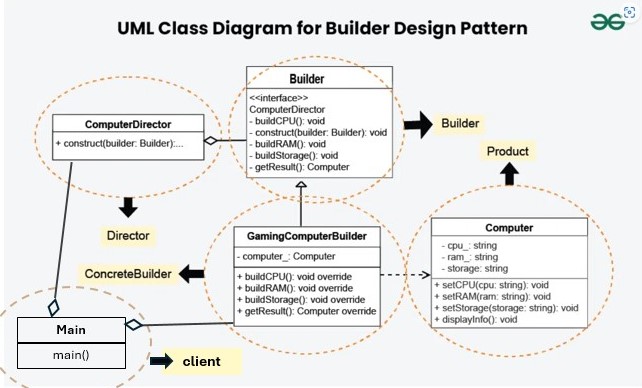 UML Class Diagram for Builder Design Pattern
Builder
<<interface>>
ComputerDirector
- buildCPU(): void
- construct(builder: Builder): void
- buildRAM(): void
- buildStorage(): void
- getResult(): Computer
ComputerDirector
+ construct(builder: Builder):...
Builder
Product
Director
GamingComputerBuilder
- computer_: Computer
+ buildCPU(): void override
+ buildRAM(): void override
+ buildStorage(): void override
+ getResult(): Computer override
Computer
- cpu_: string
- ram_: string
- storage: string
+ setCPU(cpu: string): void
+ setRAM(ram: string): void
+ setStorage(storage: string): void
+ displayInfo(): void
ConcreteBuilder
Main
main()
client